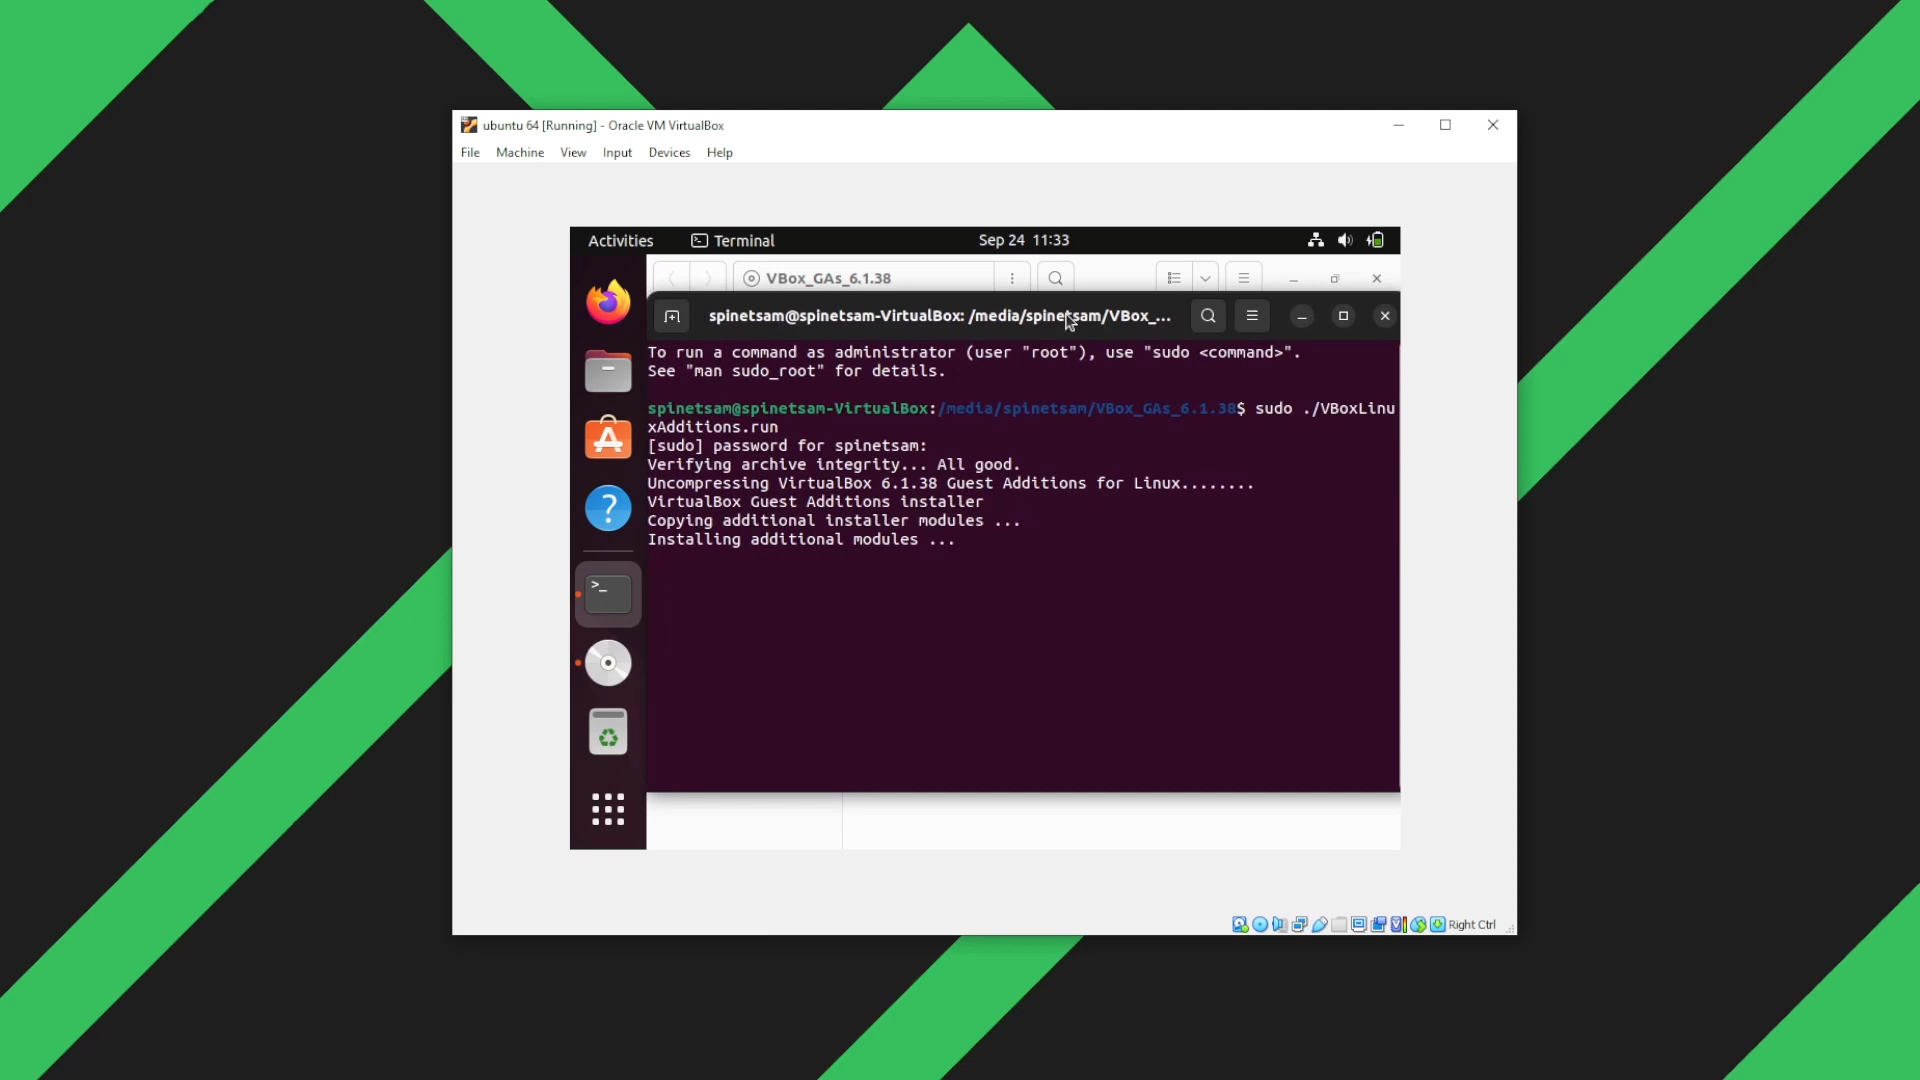 ubuntu 64 [Running] - Oracle VM VirtualBox
File Machine View Input Devices Help
Activities Terminal Sep 24 11:33
VBox_GAs_6.1.38
spinetsam@spinetsam-VirtualBox: /media/spinetsam/VBox_...
To run a command as administrator (user "root"), use "sudo <command>".
See "man sudo_root" for details.
spinetsam@spinetsam-VirtualBox:/media/spinetsam/VBox_GAs_6.1.38$ sudo ./VBoxLinu
xAdditions.run
[sudo] password for spinetsam:
Verifying archive integrity... All good.
Uncompressing VirtualBox 6.1.38 Guest Additions for Linux........
VirtualBox Guest Additions installer
Copying additional installer modules ...
Installing additional modules ...
Right Ctrl